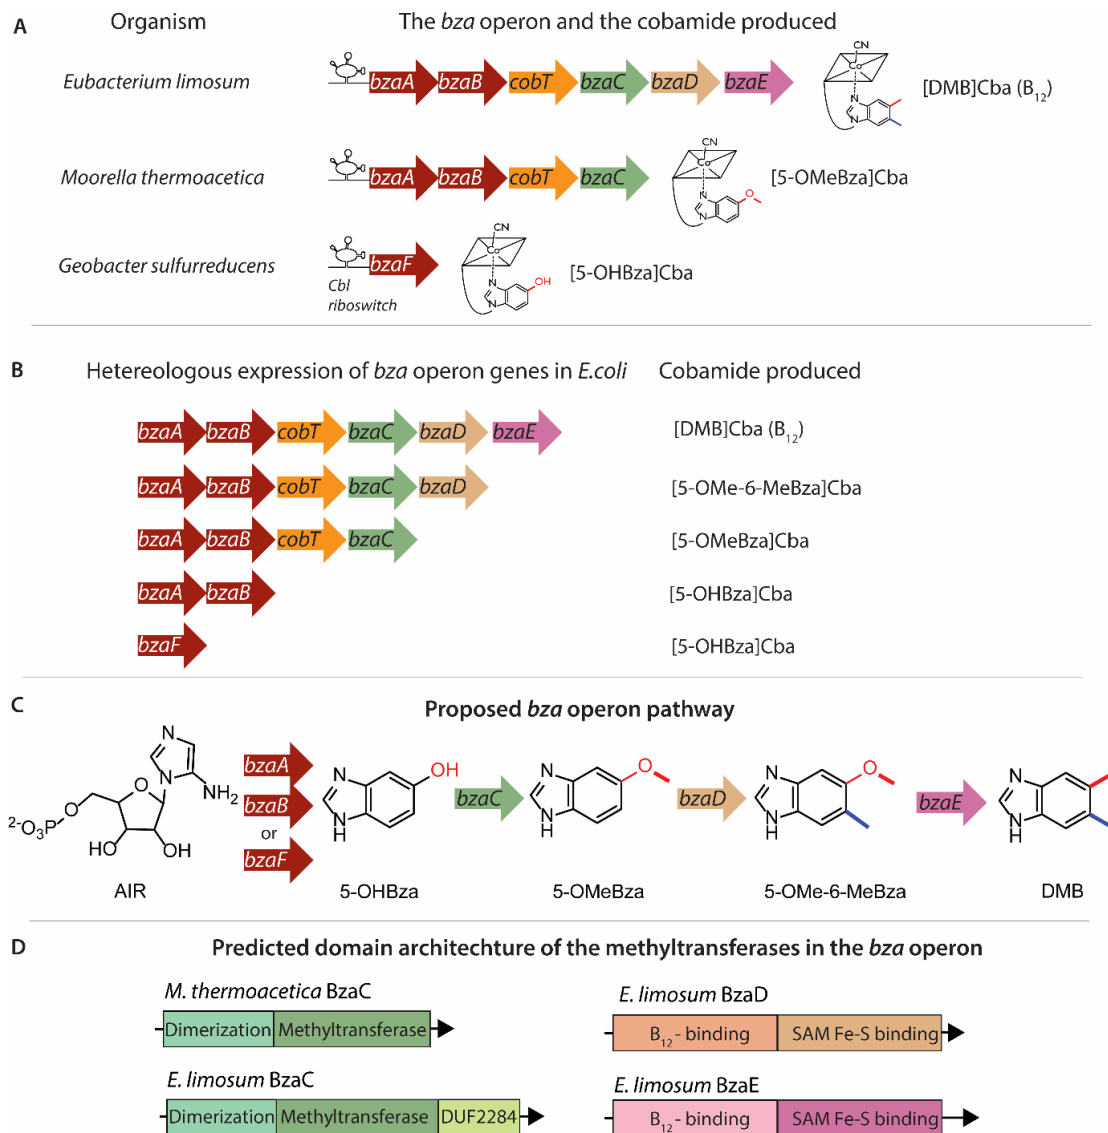 A
Organism
The bza operon and the cobamide produced
Eubacterium limosum
bzaA bzaB cobT bzaC bzaD bzaE
CN
Co
N
N
[DMB]Cba (B12)
Moorella thermoacetica
bzaA bzaB cobT bzaC
CN
Co
N
N
O
[5-OMeBza]Cba
Geobacter sulfurreducens
bzaF
Cbl
riboswitch
CN
Co
N
N
OH
[5-OHBza]Cba
B
Hetereologous expression of bza operon genes in E.coli
Cobamide produced
bzaA bzaB cobT bzaC bzaD bzaE
[DMB]Cba (B12)
bzaA bzaB cobT bzaC bzaD
[5-OMe-6-MeBza]Cba
bzaA bzaB cobT bzaC
[5-OMeBza]Cba
bzaA bzaB
[5-OHBza]Cba
bzaF
[5-OHBza]Cba
C
Proposed bza operon pathway
N
N
NH2
O
O
2-O3P
HO OH
AIR
bzaA
bzaB
or
bzaF
N
N
H
OH
5-OHBza
bzaC
N
N
H
O
5-OMeBza
bzaD
N
N
H
O
5-OMe-6-MeBza
bzaE
N
N
H
DMB
D
Predicted domain architechture of the methyltransferases in the bza operon
M. thermoacetica BzaC
Dimerization Methyltransferase
E. limosum BzaD
B12- binding SAM Fe-S binding
E. limosum BzaC
Dimerization Methyltransferase DUF2284
E. limosum BzaE
B12- binding SAM Fe-S binding